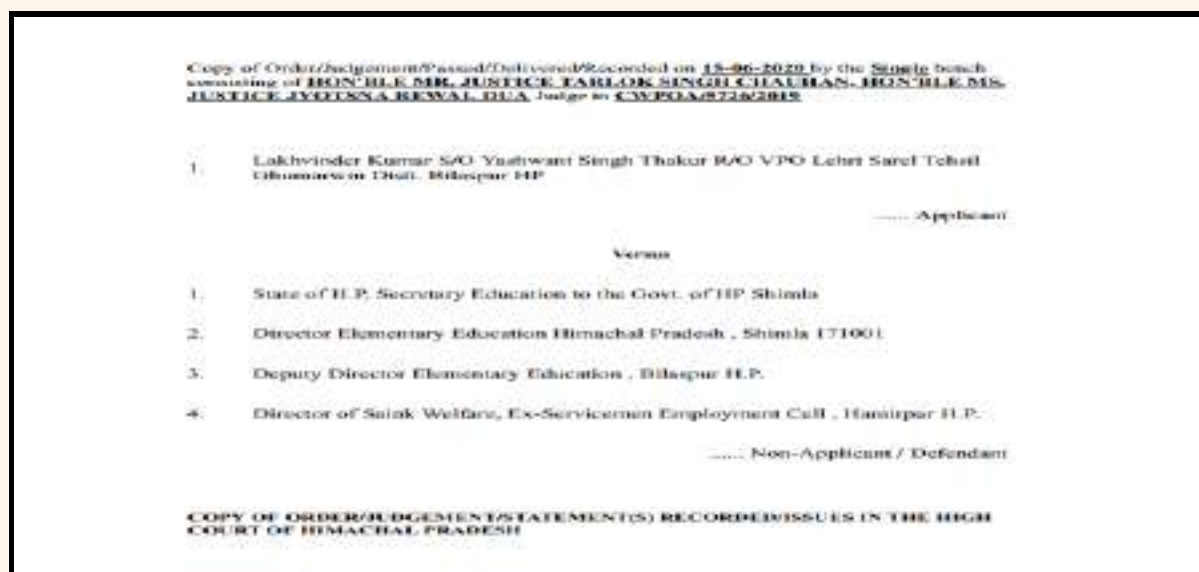 Copy of Order/Judgement/Passed/Delivered/Recorded on 15-06-2020 by the Single bench
consisting of HON'BLE MR. JUSTICE TARLOK SINGH CHAUHAN, HON'BLE MS.
JUSTICE JYOTSNA REWAL DUA Judge in CWPOA/5726/2019
1. Lakhvinder Kumar S/O Yashwant Singh Thakur R/O VPO Lehri Sarel Tehsil
Ghumarwin Distt. Bilaspur HP
...... Applicant
Versus
1. State of H.P. Secretary Education to the Govt. of HP Shimla
2. Director Elementary Education Himachal Pradesh , Shimla 171001
3. Deputy Director Elementary Education , Bilaspur H.P.
4. Director of Saink Welfare, Ex-Servicemen Employment Cell , Hamirpur H.P.
...... Non-Applicant / Defendant
COPY OF ORDER/JUDGEMENT/STATEMENT(S) RECORDED/ISSUES IN THE HIGH
COURT OF HIMACHAL PRADESH